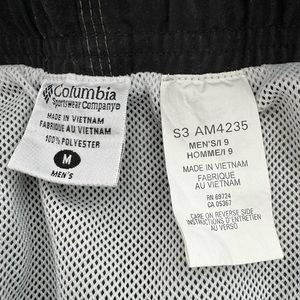 Columbia
Sportswear Company®
MADE IN VIETNAM
FABRIQUE AU VIETNAM
100% POLYESTER
M
MEN'S
S3 AM4235
MEN'S/I 9
HOMME/I 9
MADE IN VIETNAM
FABRIQUE
AU VIETNAM
RN 69724
CA 05367
CARE ON REVERSE SIDE
INSTRUCTIONS D'ENTRETIEN
AU VERSO